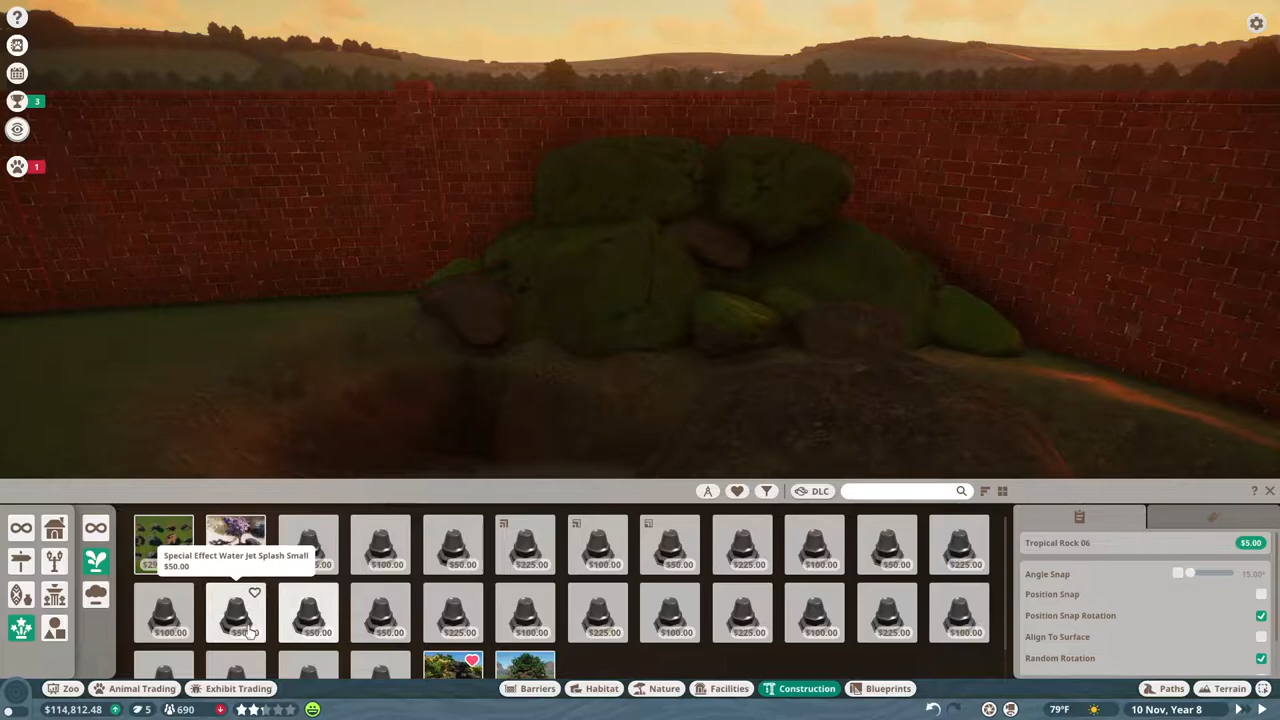 ?
3
1
DLC
? ×
Special Effect Water Jet Splash Small
$50.00
$100.00 $50.00 $225.00 $100.00 $225.00 $50.00 $100.00 $50.00 $225.00
$100.00 $50.00 $50.00 $225.00 $100.00 $225.00 $100.00 $225.00 $100.00 $225.00 $100.00
Tropical Rock 06 $5.00
Angle Snap 15.00°
Position Snap
Position Snap Rotation
Align To Surface
Random Rotation
Zoo Animal Trading Exhibit Trading Barriers Habitat Nature Facilities Construction Blueprints Paths Terrain
$114,812.48 5 690 79°F 10 Nov, Year 8